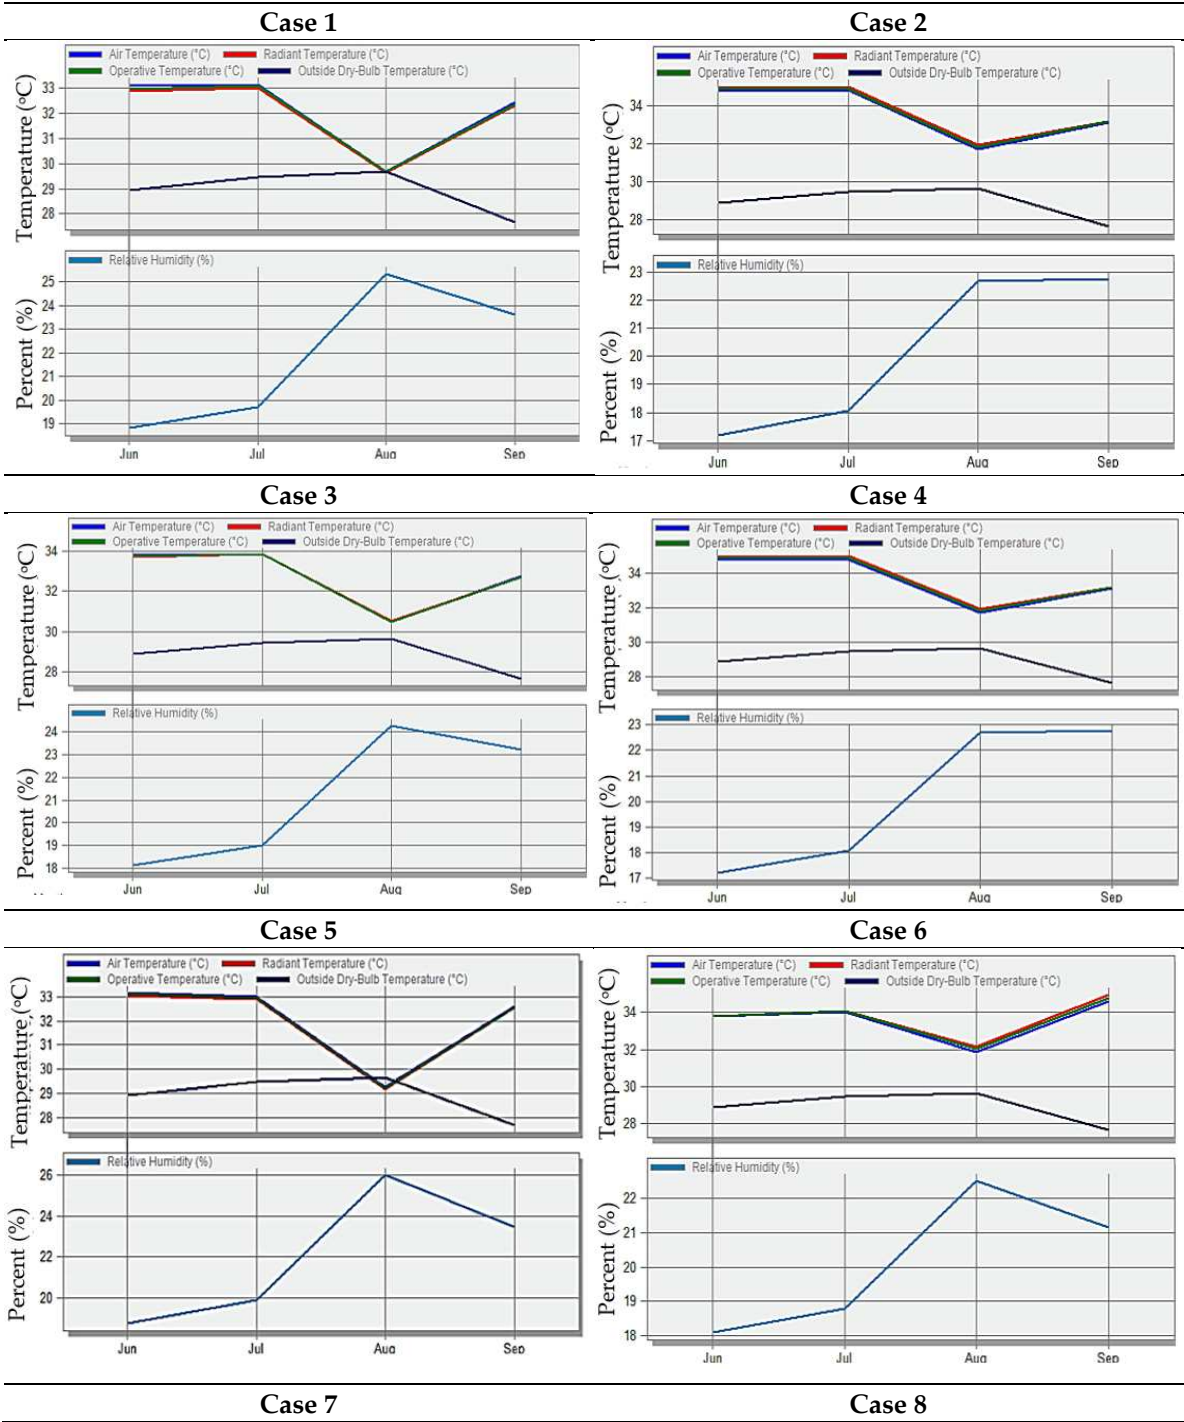 Case 1
Case 2
Air Temperature (°C) Radiant Temperature (°C)
Operative Temperature (°C) Outside Dry-Bulb Temperature (°C)
Temperature (°C)
33
32
30
29
28
Relative Humidity (%)
Percent (%)
25
24
23
22
21
20
19
Jun Jul Aug Sep
Air Temperature (°C) Radiant Temperature (°C)
Operative Temperature (°C) Outside Dry-Bulb Temperature (°C)
Temperature (°C)
34
32
30
28
Relative Humidity (%)
Percent (%)
23
22
21
20
19
18
17
Jun Jul Aug Sep
Case 3
Case 4
Air Temperature (°C) Radiant Temperature (°C)
Operative Temperature (°C) Outside Dry-Bulb Temperature (°C)
Temperature (°C)
34
32
30
28
Relative Humidity (%)
Percent (%)
24
23
22
21
20
19
18
Jun Jul Aug Sep
Air Temperature (°C) Radiant Temperature (°C)
Operative Temperature (°C) Outside Dry-Bulb Temperature (°C)
Temperature (°C)
34
32
30
28
Relative Humidity (%)
Percent (%)
23
22
21
20
19
18
17
Jun Jul Aug Sep
Case 5
Case 6
Air Temperature (°C) Radiant Temperature (°C)
Operative Temperature (°C) Outside Dry-Bulb Temperature (°C)
Temperature (°C)
33
32
31
30
29
28
Relative Humidity (%)
Percent (%)
26
24
22
20
Jun Jul Aug Sep
Air Temperature (°C) Radiant Temperature (°C)
Operative Temperature (°C) Outside Dry-Bulb Temperature (°C)
Temperature (°C)
34
32
30
28
Relative Humidity (%)
Percent (%)
22
21
20
19
18
Jun Jul Aug Sep
Case 7
Case 8